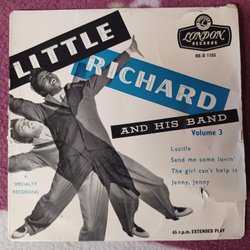 LONDON
RECORDS
RE-D 1103
LITTLE
RICHARD
AND HIS BAND
Volume 3
Lucille
Send me some lovin'
The girl can't help it
Jenny, Jenny
A
SPECIALTY
RECORDING
45 r.p.m. EXTENDED PLAY